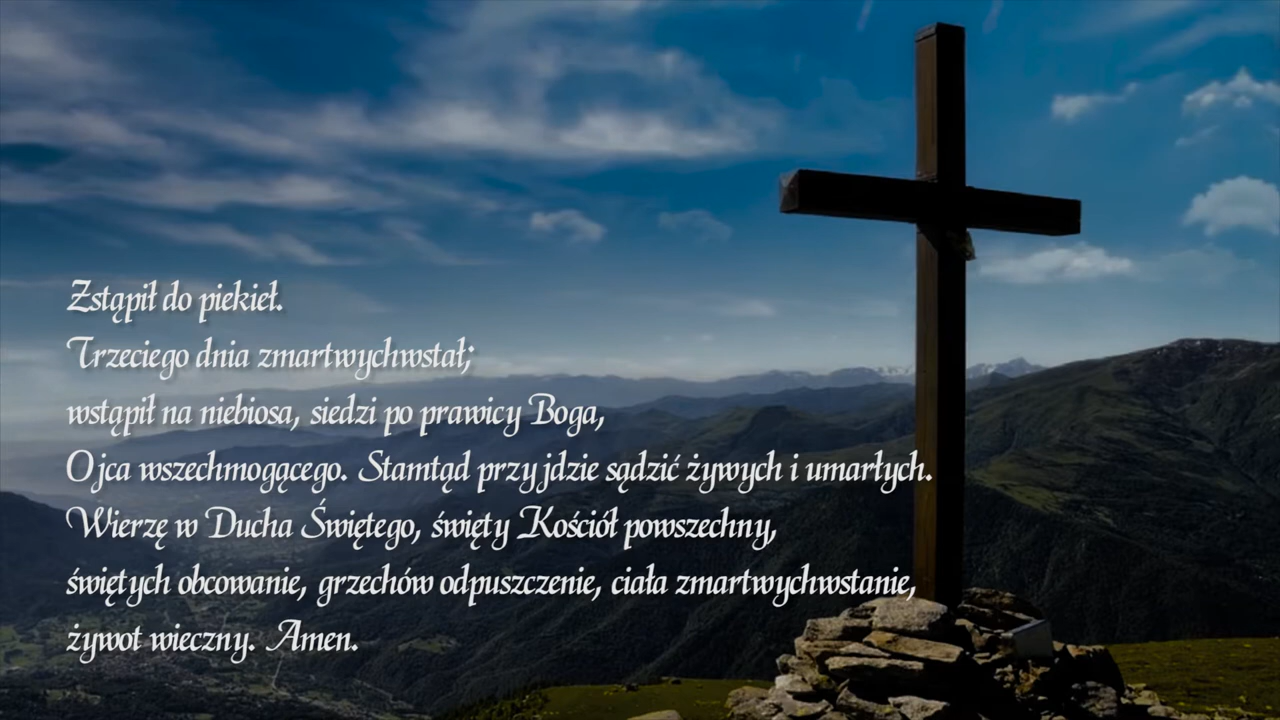 Zstąpił do piekieł.
Trzeciego dnia zmartwychwstał;
wstąpił na niebiosa, siedzi po prawicy Boga,
Ojca wszechmogącego. Stamtąd przyjdzie sądzić żywych i umarłych.
Wierzę w Ducha Świętego, święty Kościół powszechny,
świętych obcowanie, grzechów odpuszczenie, ciała zmartwychwstanie,
żywot wieczny. Amen.